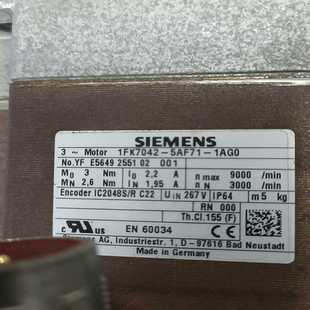 SIEMENS
3 ~ Motor 1FK7042-5AF71-1AG0
No.YF E5649 2551 02 001
M0 3 Nm I0 2,2 A n max 9000 /min
MN 2,6 Nm IN 1,95 A n N 3000 /min
Encoder IC2048S/R C22 UIN 267 V IP64 m 5 kg
RN 000
Th.Cl.155 (F)
EN 60034
Siemens AG, Industriestr. 1, D-97616 Bad Neustadt
Made in Germany